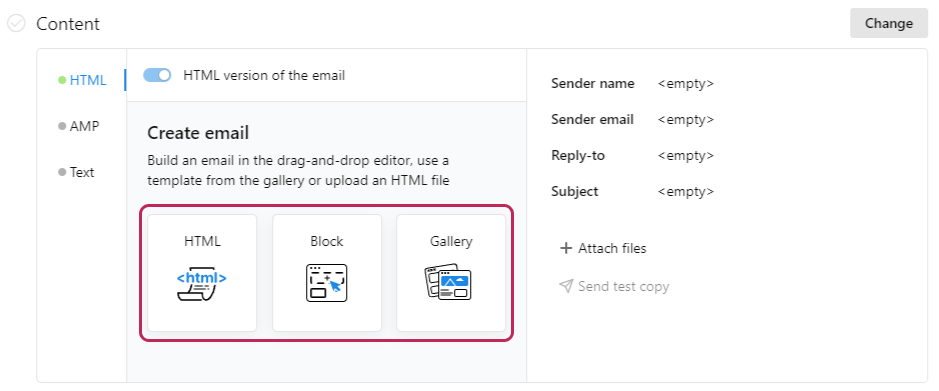 Content
Change
HTML
AMP
Text
HTML version of the email
Create email
Build an email in the drag-and-drop editor, use a
template from the gallery or upload an HTML file
HTML
<html>
Block
Gallery
Sender name <empty>
Sender email <empty>
Reply-to <empty>
Subject <empty>
Attach files
Send test copy